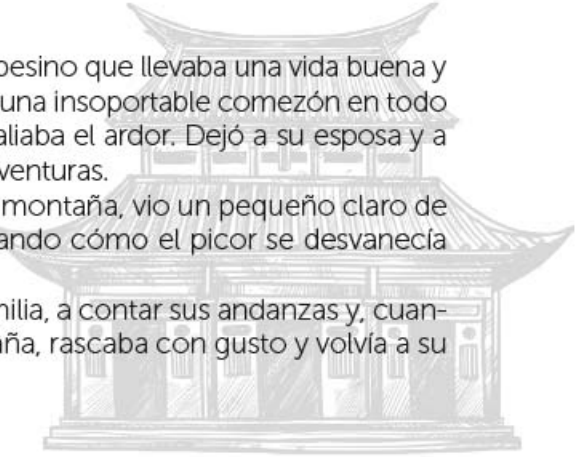 pesino que llevaba una vida buena y
una insoportable comezón en todo
aliaba el ardor. Dejó a su esposa y a
venturas.
montaña, vio un pequeño claro de
ando cómo el picor se desvanecía
milia, a contar sus andanzas y, cuan-
aña, rascaba con gusto y volvía a su